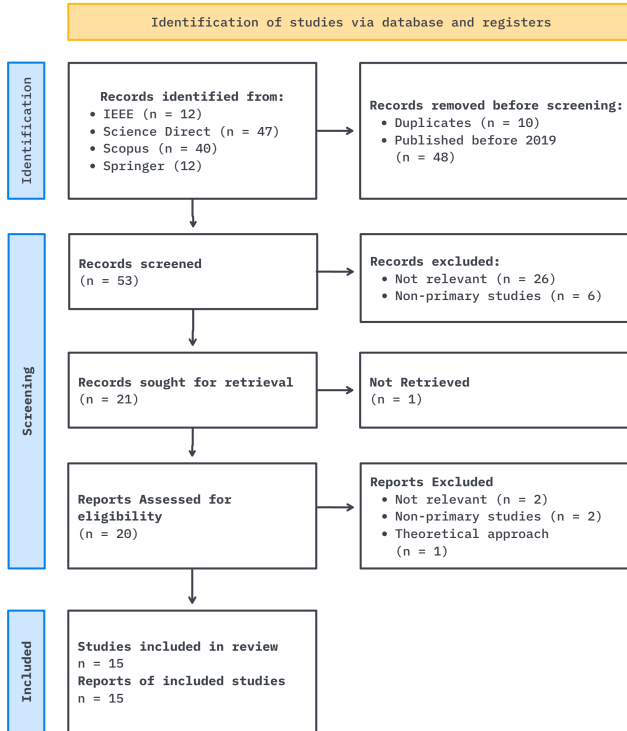 Identification of studies via database and registers
Identification
Records identified from:
• IEEE (n = 12)
• Science Direct (n = 47)
• Scopus (n = 40)
• Springer (12)
Records removed before screening:
• Duplicates (n = 10)
• Published before 2019
(n = 48)
Screening
Records screened
(n = 53)
Records excluded:
• Not relevant (n = 26)
• Non-primary studies (n = 6)
Records sought for retrieval
(n = 21)
Not Retrieved
(n = 1)
Reports Assessed for
eligibility
(n = 20)
Reports Excluded
• Not relevant (n = 2)
• Non-primary studies (n = 2)
• Theoretical approach
(n = 1)
Included
Studies included in review
n = 15
Reports of included studies
n = 15